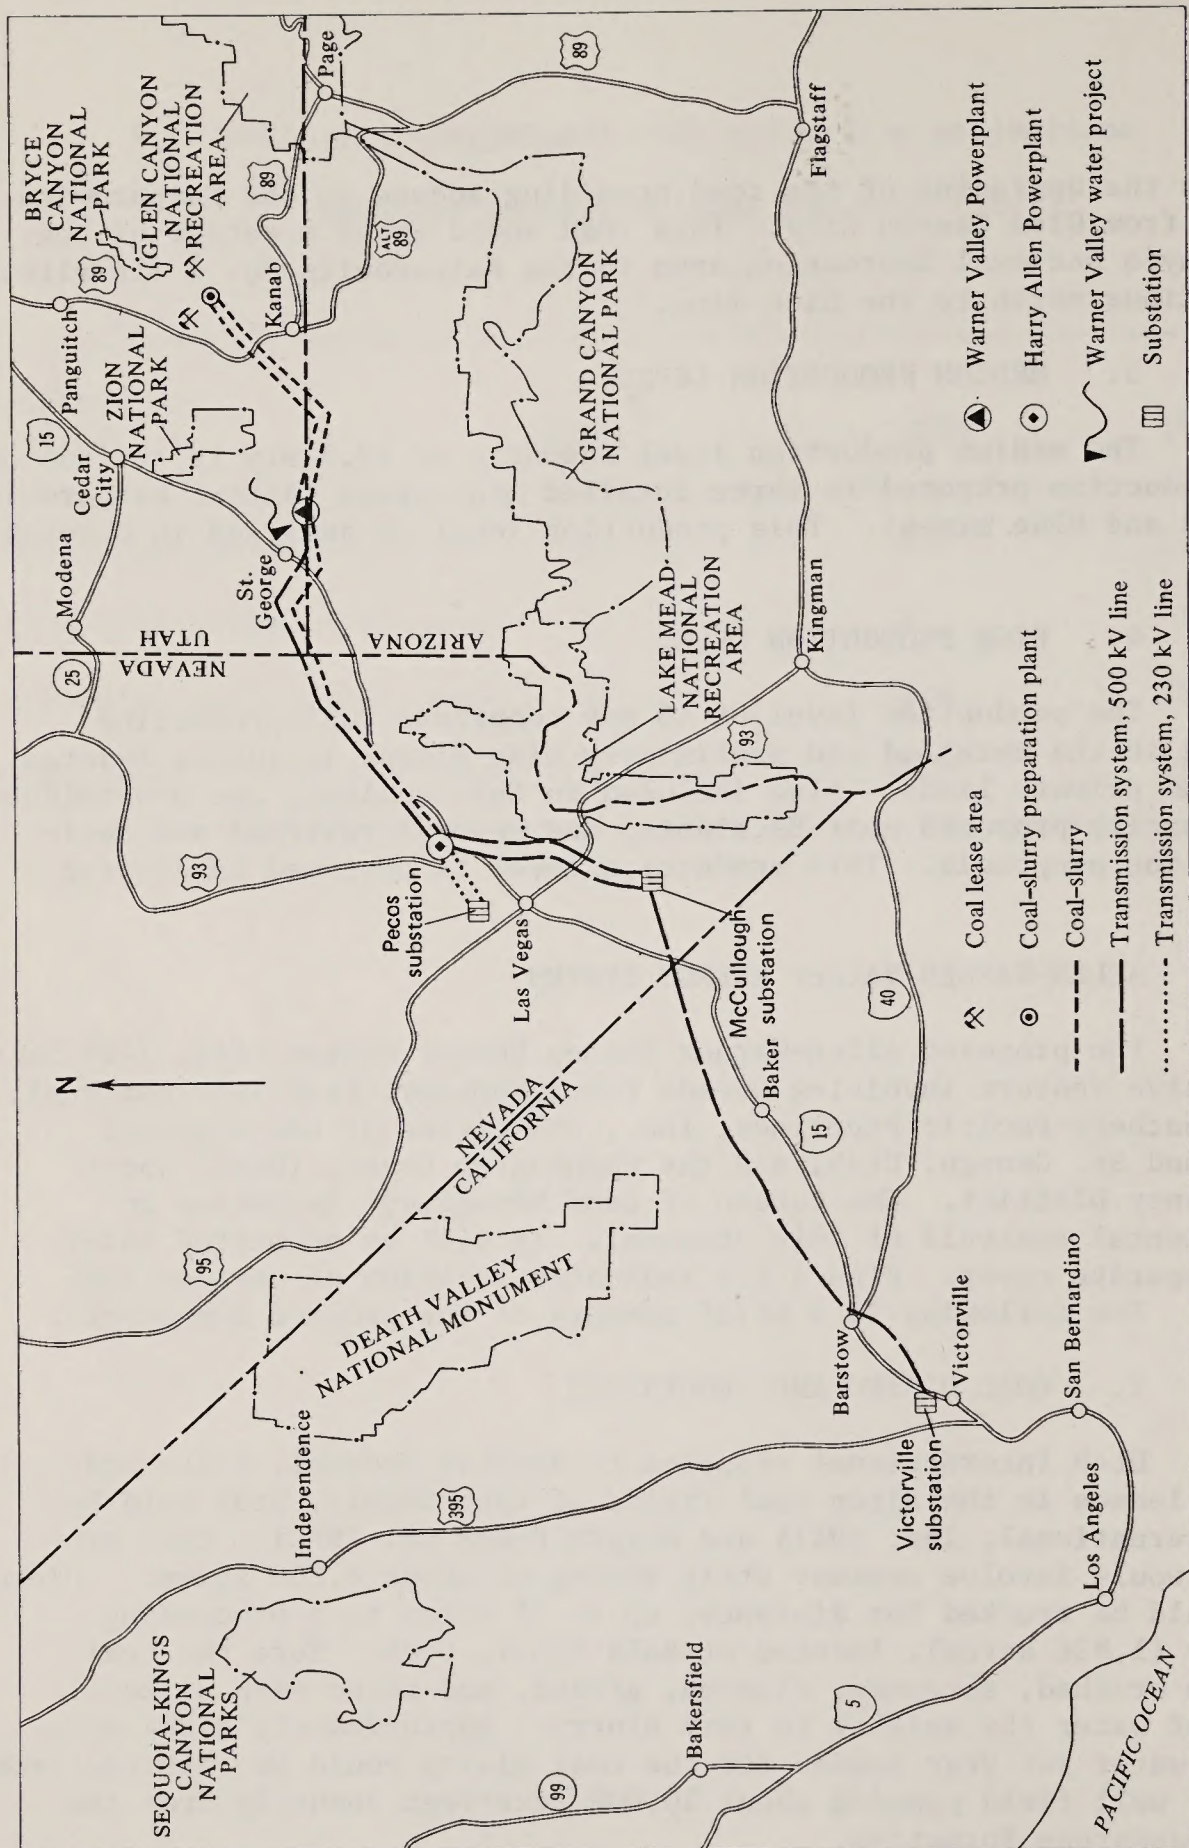 SEQUOIA–KINGS
CANYON
NATIONAL
PARKS
99
Bakersfield
5
PACIFIC OCEAN
Los Angeles
Independence
395
N
DEATH VALLEY
NATIONAL MONUMENT
95
NEVADA
CALIFORNIA
Victorville
substation
Victorville
San Bernardino
Barstow
15
Baker
McCullough
substation
40
Pecos
substation
Las Vegas
93
93
25
Modena
NEVADA
UTAH
ARIZONA
St.
George
Cedar
City
15
Panguitch
ZION
NATIONAL
PARK
BRYCE
CANYON
NATIONAL
PARK
89
GLEN CANYON
NATIONAL
RECREATION
AREA
Kanab
89
ALT
89
Page
89
GRAND CANYON
NATIONAL PARK
LAKE MEAD
NATIONAL
RECREATION
AREA
Kingman
Flagstaff
Coal lease area
Coal-slurry preparation plant
Coal-slurry
Transmission system, 500 kV line
Transmission system, 230 kV line
Warner Valley Powerplant
Harry Allen Powerplant
Warner Valley water project
Substation